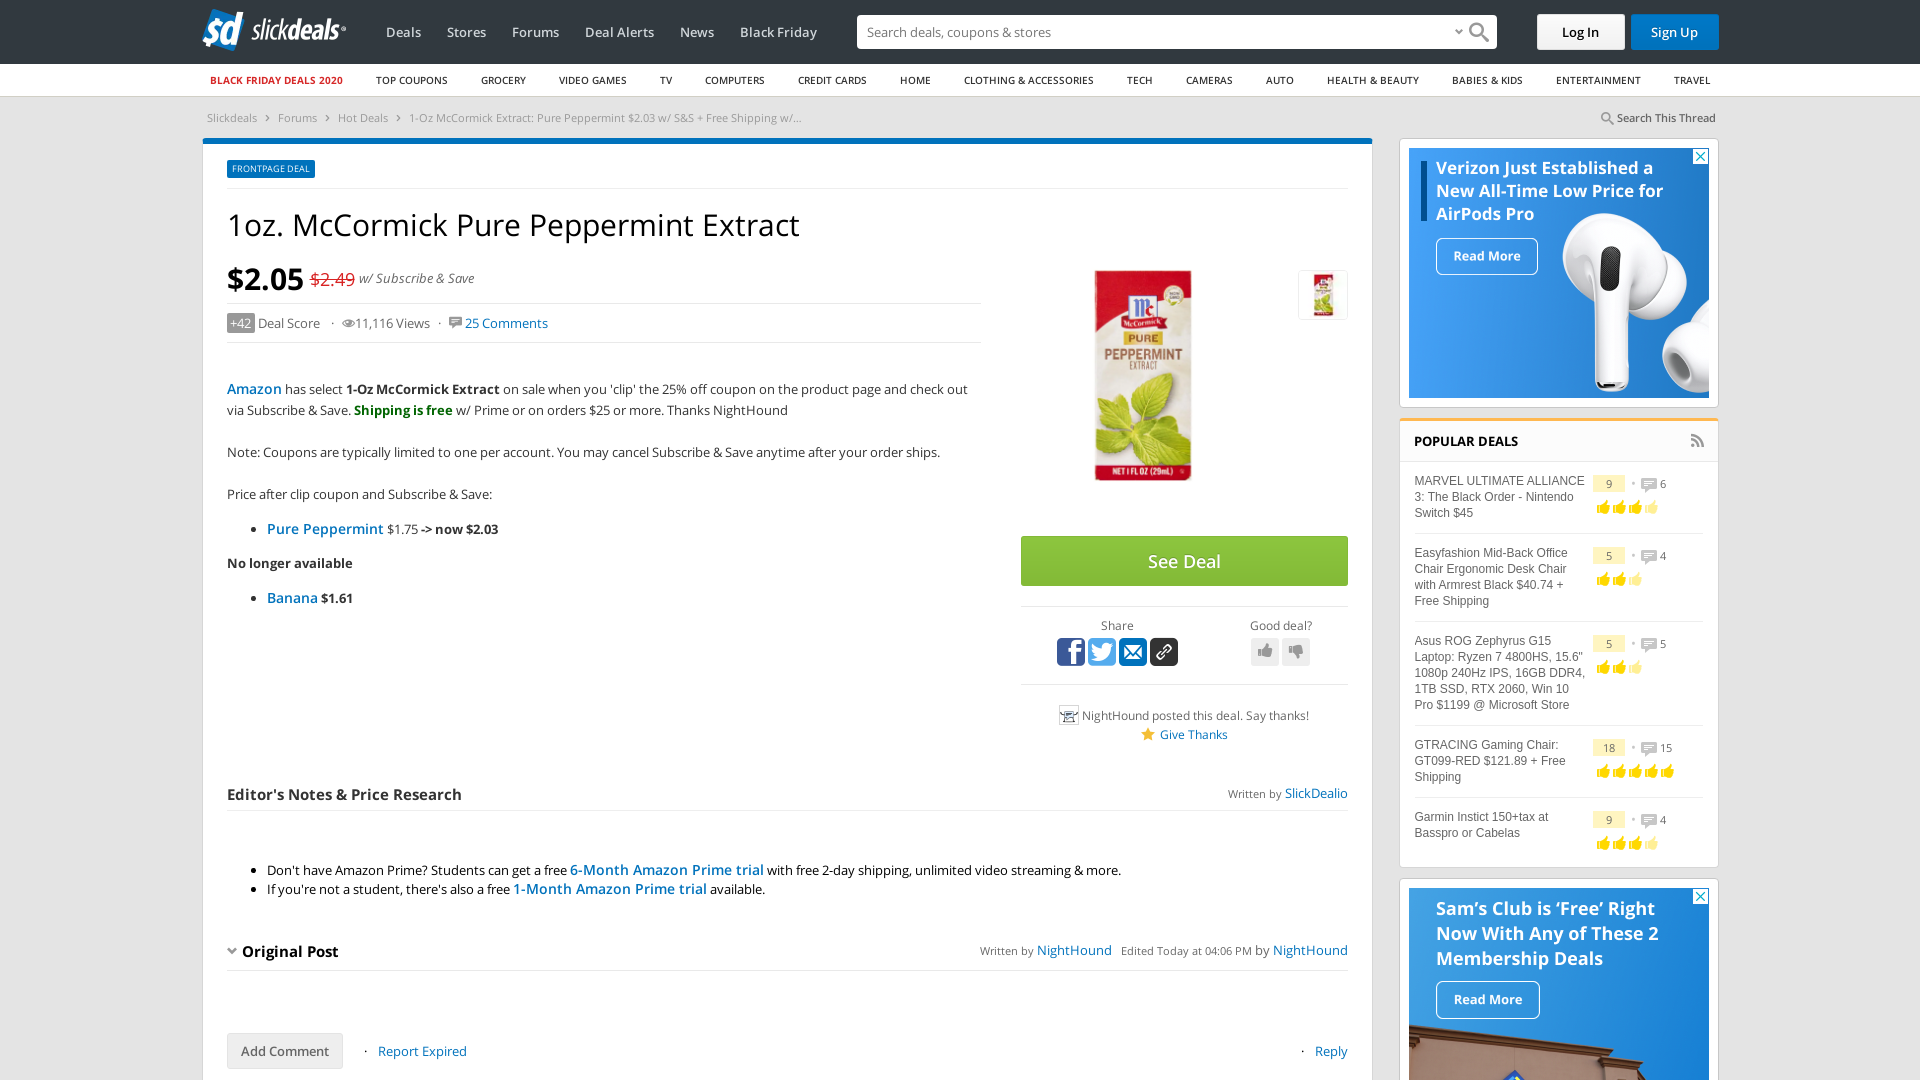 slickdeals
Deals
Stores
Forums
Deal Alerts
News
Black Friday
Search deals, coupons & stores
Log In
Sign Up
BLACK FRIDAY DEALS 2020
TOP COUPONS
GROCERY
VIDEO GAMES
TV
COMPUTERS
CREDIT CARDS
HOME
CLOTHING & ACCESSORIES
TECH
CAMERAS
AUTO
HEALTH & BEAUTY
BABIES & KIDS
ENTERTAINMENT
TRAVEL
Slickdeals › Forums › Hot Deals › 1-Oz McCormick Extract: Pure Peppermint $2.03 w/ S&S + Free Shipping w/...
Search This Thread
FRONTPAGE DEAL
1oz. McCormick Pure Peppermint Extract
$2.05 $2.49 w/ Subscribe & Save
+42 Deal Score · 11,116 Views · 25 Comments
Amazon has select 1-Oz McCormick Extract on sale when you 'clip' the 25% off coupon on the product page and check out
via Subscribe & Save. Shipping is free w/ Prime or on orders $25 or more. Thanks NightHound
Note: Coupons are typically limited to one per account. You may cancel Subscribe & Save anytime after your order ships.
Price after clip coupon and Subscribe & Save:
• Pure Peppermint $1.75 -> now $2.03
No longer available
• Banana $1.61
McCormick
PURE
PEPPERMINT
EXTRACT
NET 1 FL OZ (29mL)
See Deal
Share
Good deal?
NightHound posted this deal. Say thanks!
Give Thanks
Editor's Notes & Price Research
Written by SlickDealio
• Don't have Amazon Prime? Students can get a free 6-Month Amazon Prime trial with free 2-day shipping, unlimited video streaming & more.
• If you're not a student, there's also a free 1-Month Amazon Prime trial available.
Original Post
Written by NightHound Edited Today at 04:06 PM by NightHound
Add Comment
· Report Expired
· Reply
Verizon Just Established a
New All-Time Low Price for
AirPods Pro
Read More
POPULAR DEALS
MARVEL ULTIMATE ALLIANCE
3: The Black Order - Nintendo
Switch $45
9 • 6
Easyfashion Mid-Back Office
Chair Ergonomic Desk Chair
with Armrest Black $40.74 +
Free Shipping
5 • 4
Asus ROG Zephyrus G15
Laptop: Ryzen 7 4800HS, 15.6"
1080p 240Hz IPS, 16GB DDR4,
1TB SSD, RTX 2060, Win 10
Pro $1199 @ Microsoft Store
5 • 5
GTRACING Gaming Chair:
GT099-RED $121.89 + Free
Shipping
18 • 15
Garmin Instict 150+tax at
Basspro or Cabelas
9 • 4
Sam's Club is ‘Free’ Right
Now With Any of These 2
Membership Deals
Read More